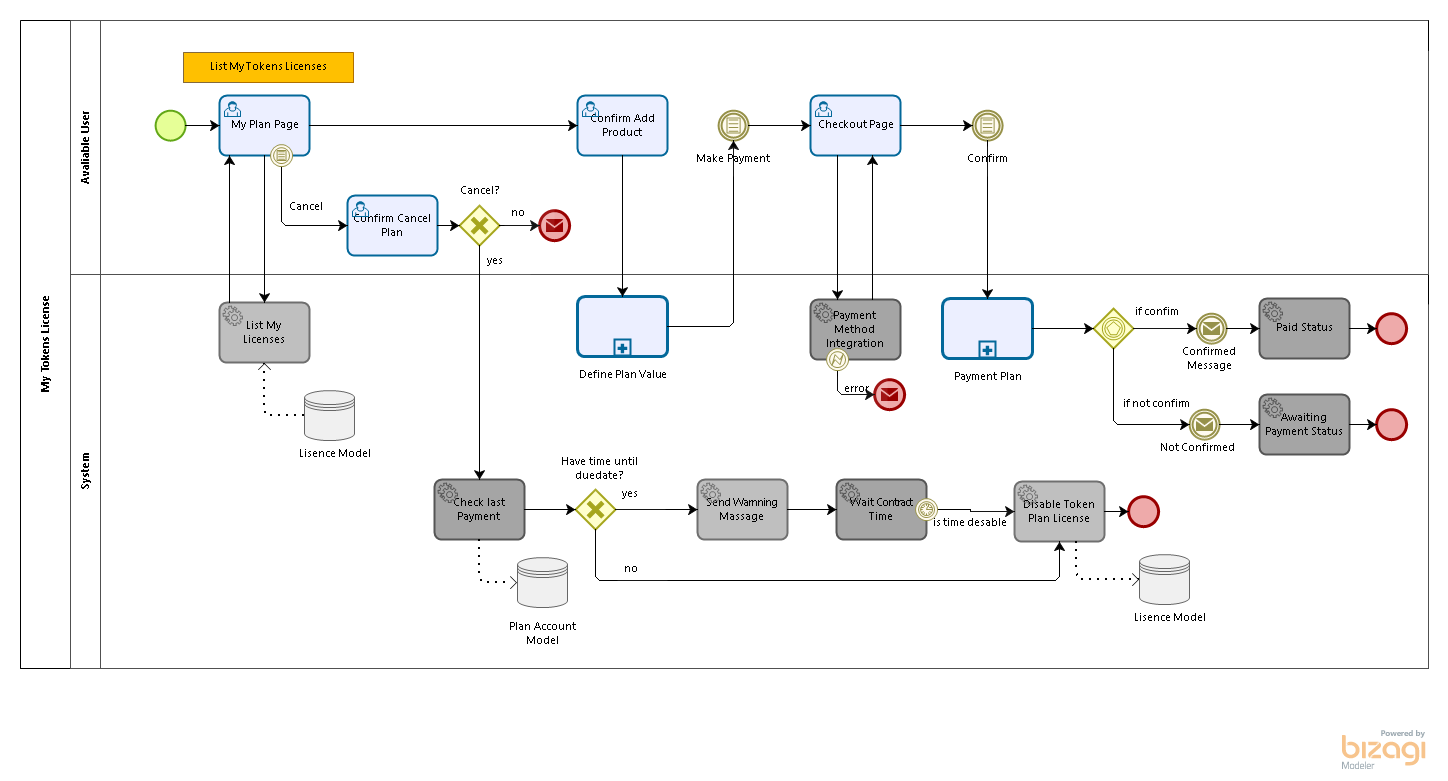 My Tokens License
Avaliable User
System
List My Tokens Licenses
My Plan Page
Cancel
Confirm Cancel
Plan
Cancel?
no
yes
Confirm Add
Product
Make Payment
Checkout Page
Confirm
List My
Licenses
Lisence Model
Define Plan Value
Payment
Method
Integration
error
Payment Plan
if confim
Confirmed
Message
Paid Status
if not confirm
Not Confirmed
Awaiting
Payment Status
Check last
Payment
Plan Account
Model
Have time until
duedate?
yes
no
Send Warnning
Massage
Wait Contract
Time
is time desable
Disable Token
Plan License
Lisence Model
Powered by
bizagi
Modeler